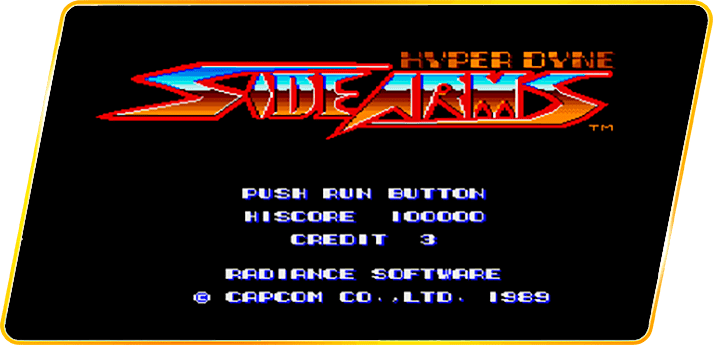 HYPER DYNE
SIDE ARMS
TM
PUSH RUN BUTTON
HISCORE 100000
CREDIT 3
RADIANCE SOFTWARE
© CAPCOM CO.,LTD. 1989